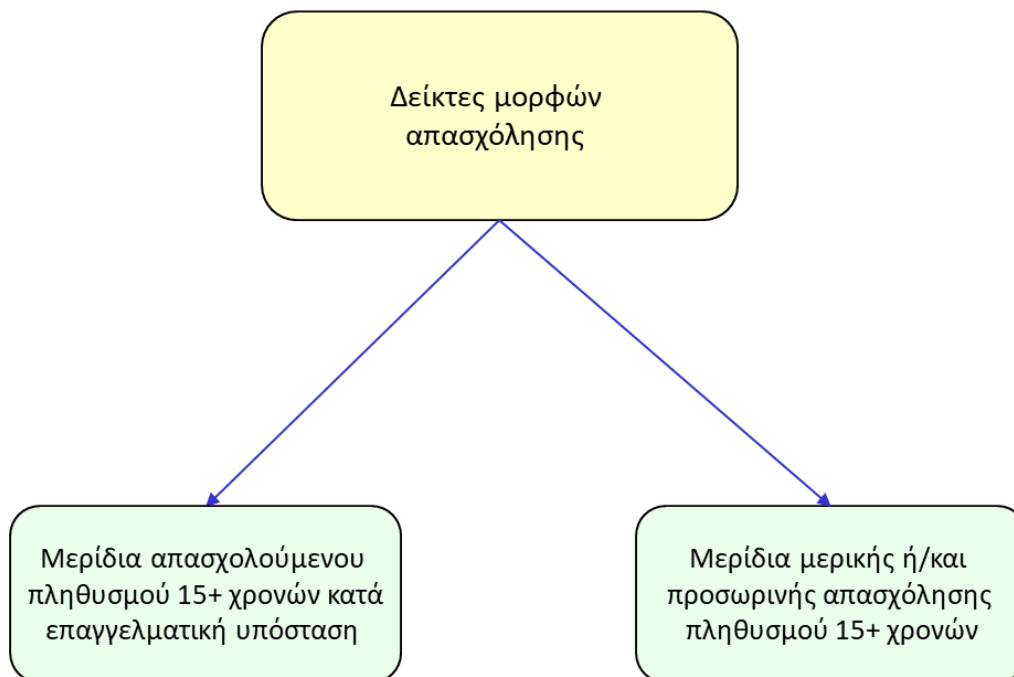 Δείκτες μορφών
απασχόλησης
Μερίδια απασχολούμενου
πληθυσμού 15+ χρονών κατά
επαγγελματική υπόσταση
Μερίδια μερικής ή/και
προσωρινής απασχόλησης
πληθυσμού 15+ χρονών